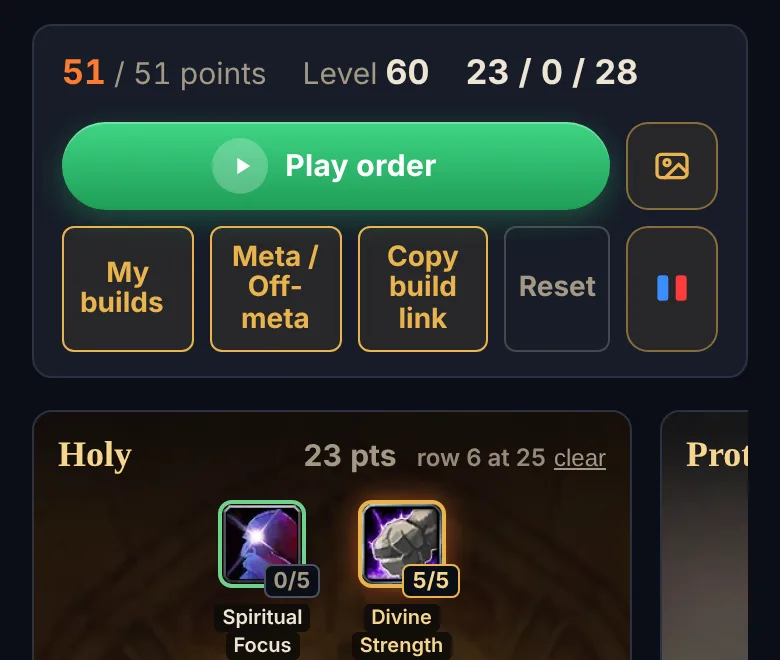 51 / 51 points Level 60 23 / 0 / 28
Play order
My
builds
Meta /
Off-
meta
Copy
build
link
Reset
Holy 23 pts row 6 at 25 clear
Prot
0/5 5/5
Spiritual
Focus
Divine
Strength